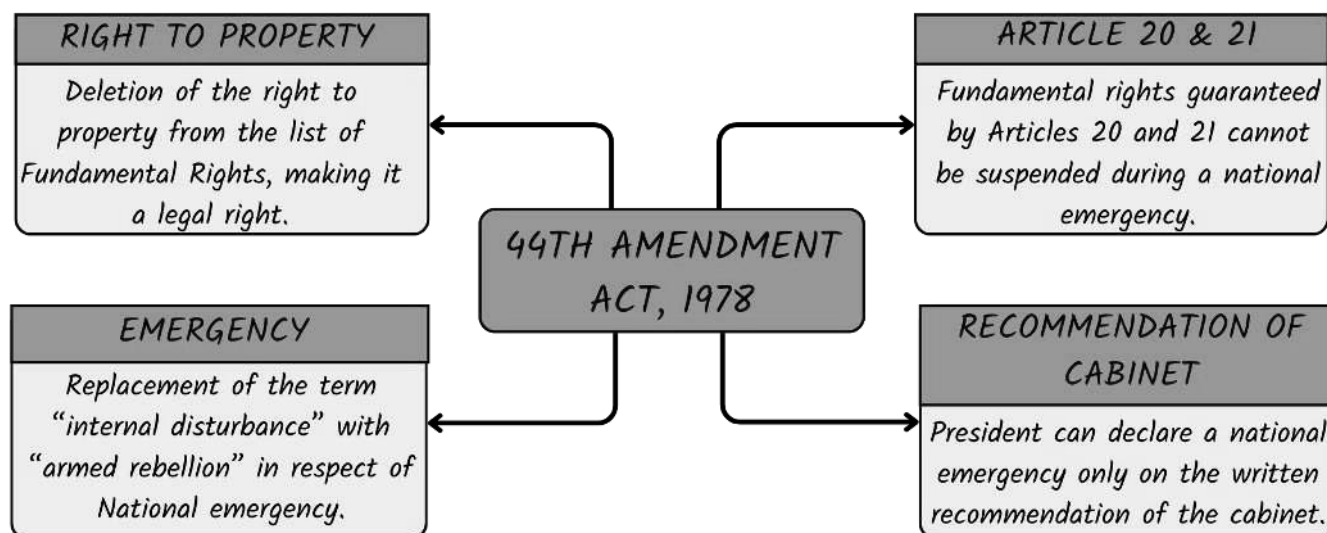 RIGHT TO PROPERTY
Deletion of the right to
property from the list of
Fundamental Rights, making it
a legal right.
ARTICLE 20 & 21
Fundamental rights guaranteed
by Articles 20 and 21 cannot
be suspended during a national
emergency.
44TH AMENDMENT
ACT, 1978
EMERGENCY
Replacement of the term
“internal disturbance” with
“armed rebellion” in respect of
National emergency.
RECOMMENDATION OF
CABINET
President can declare a national
emergency only on the written
recommendation of the cabinet.